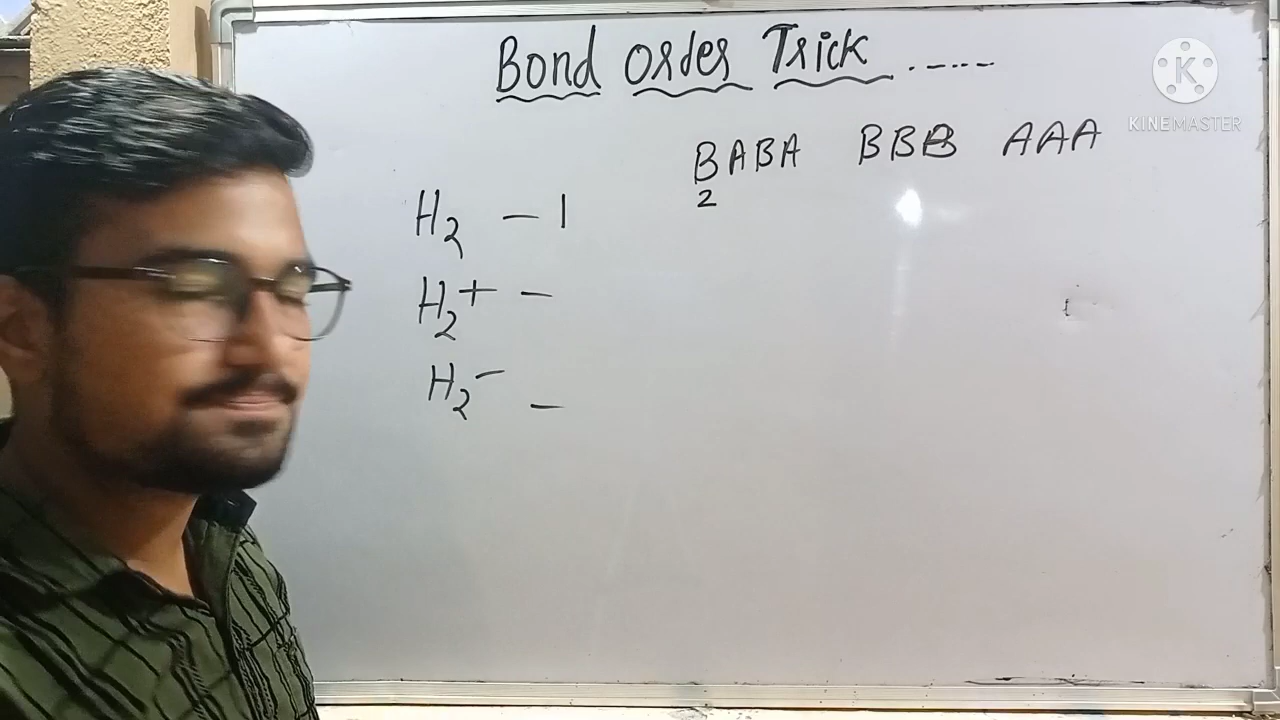 Bond Order Trick .----
K
KINEMASTER
BABA BBB AAA
2
H2 - 1
H2+ -
H2- -